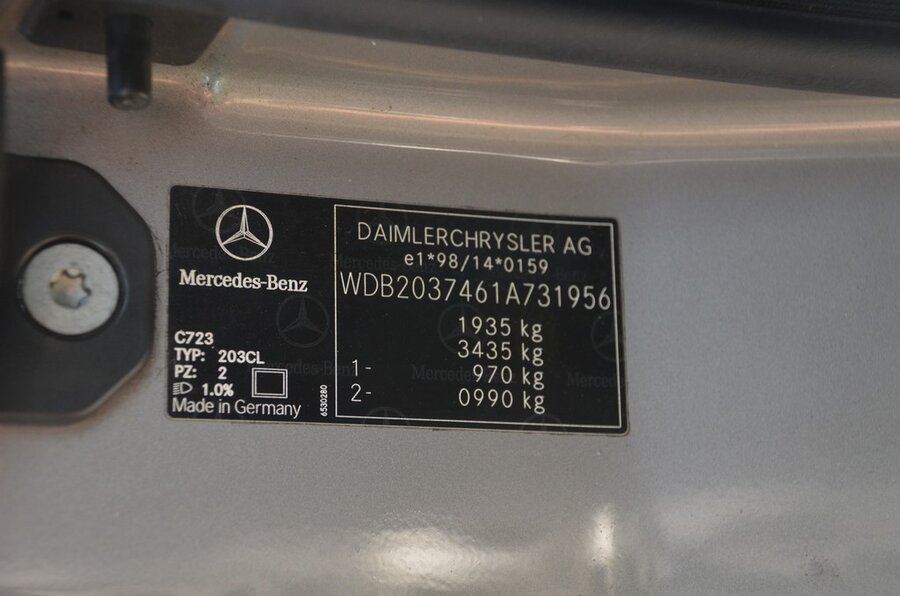 Mercedes-Benz
C723
TYP: 203CL
PZ: 2
1.0%
Made in Germany
6530280
DAIMLERCHRYSLER AG
e1*98/14*0159
WDB2037461A731956
1935 kg
3435 kg
1- 970 kg
2- 0990 kg